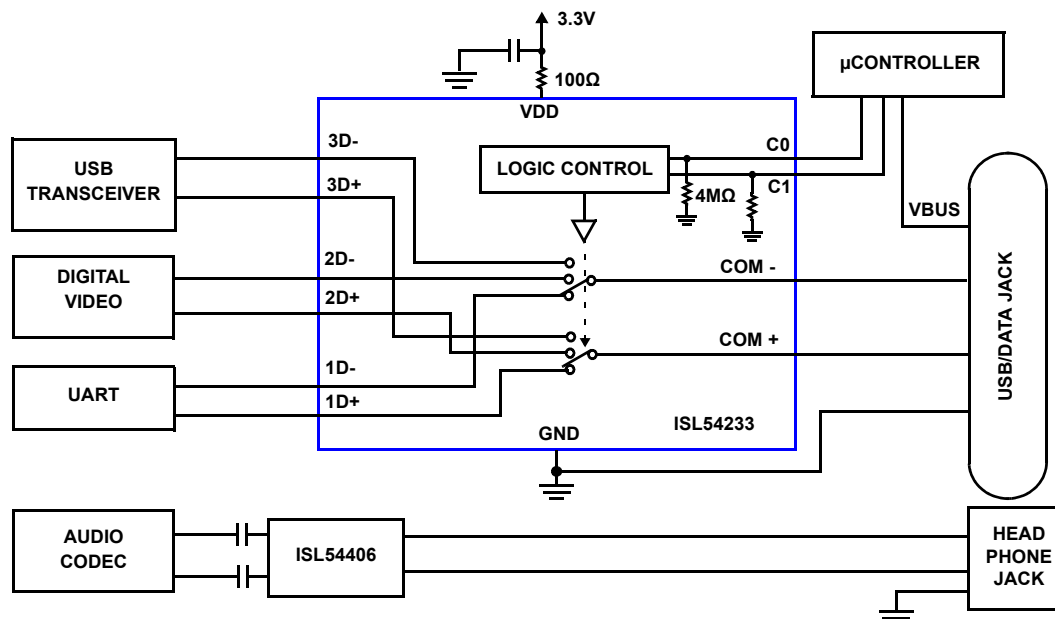 3.3V
100Ω
VDD
µCONTROLLER
USB
TRANSCEIVER
3D-
3D+
LOGIC CONTROL
C0
C1
4MΩ
VBUS
DIGITAL
VIDEO
2D-
2D+
COM -
COM +
USB/DATA JACK
UART
1D-
1D+
GND
ISL54233
AUDIO
CODEC
ISL54406
HEAD
PHONE
JACK